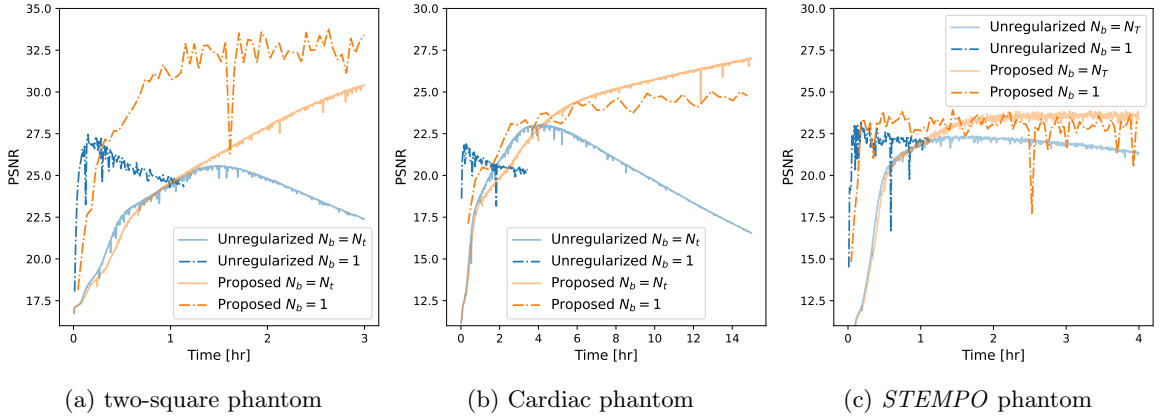 PSNR
35.0
32.5
30.0
27.5
25.0
22.5
20.0
17.5
0
1
2
3
Time [hr]
Unregularized N_b = N_t
Unregularized N_b = 1
Proposed N_b = N_t
Proposed N_b = 1
(a) two-square phantom
PSNR
30.0
27.5
25.0
22.5
20.0
17.5
15.0
12.5
0
2
4
6
8
10
12
14
Time [hr]
Unregularized N_b = N_t
Unregularized N_b = 1
Proposed N_b = N_t
Proposed N_b = 1
(b) Cardiac phantom
PSNR
30.0
27.5
25.0
22.5
20.0
17.5
15.0
12.5
0
1
2
3
4
Time [hr]
Unregularized N_b = N_T
Unregularized N_b = 1
Proposed N_b = N_T
Proposed N_b = 1
(c) STEMPO phantom